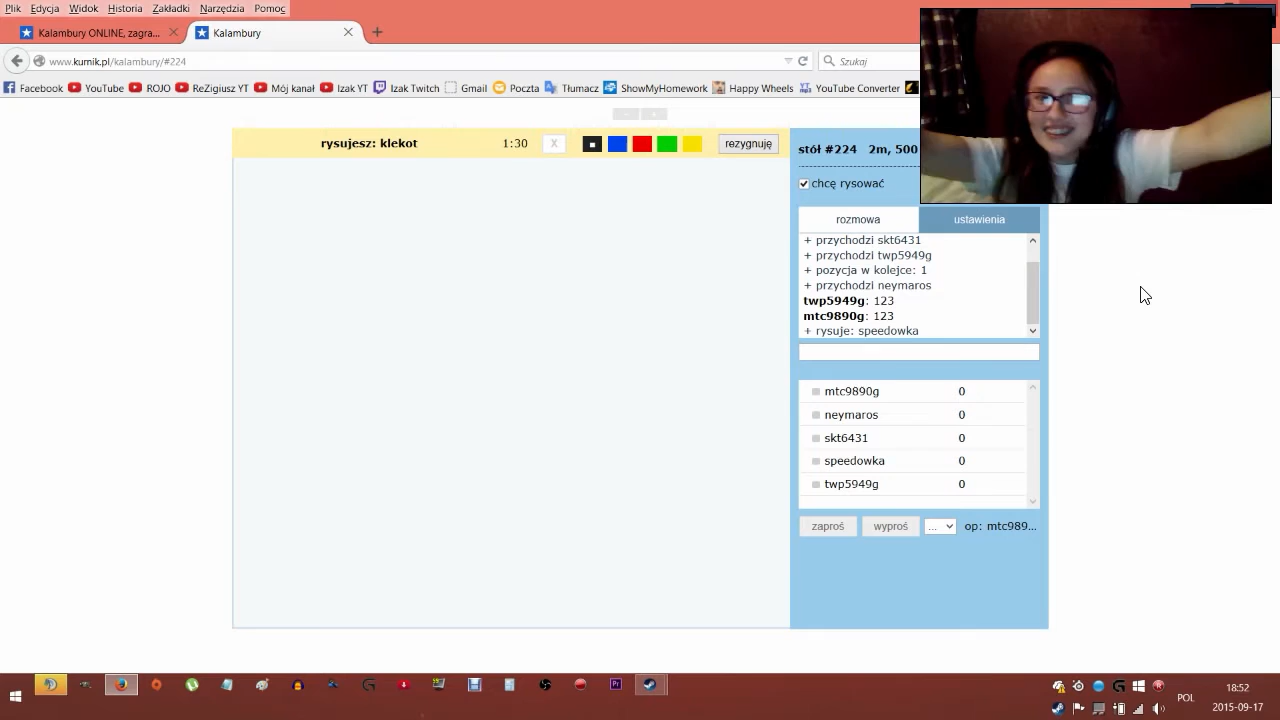 Plik Edycja Widok Historia Zakładki Narzędzia Pomoc
Kalambury ONLINE, zagra... Kalambury
www.kurnik.pl/kalambury/#224 Szukaj
Facebook YouTube ROJO ReZigiusz YT Mój kanał Izak YT Izak Twitch Gmail Poczta Tłumacz ShowMyHomework Happy Wheels YouTube Converter
rysujesz: klekot 1:30 X rezygnuję
stół #224 2m, 500
chcę rysować
rozmowa ustawienia
+ przychodzi skt6431
+ przychodzi twp5949g
+ pozycja w kolejce: 1
+ przychodzi neymaros
twp5949g: 123
mtc9890g: 123
+ rysuje: speedowka
mtc9890g 0
neymaros 0
skt6431 0
speedowka 0
twp5949g 0
zaproś wyproś ... op: mtc989...
18:52
POL
2015-09-17